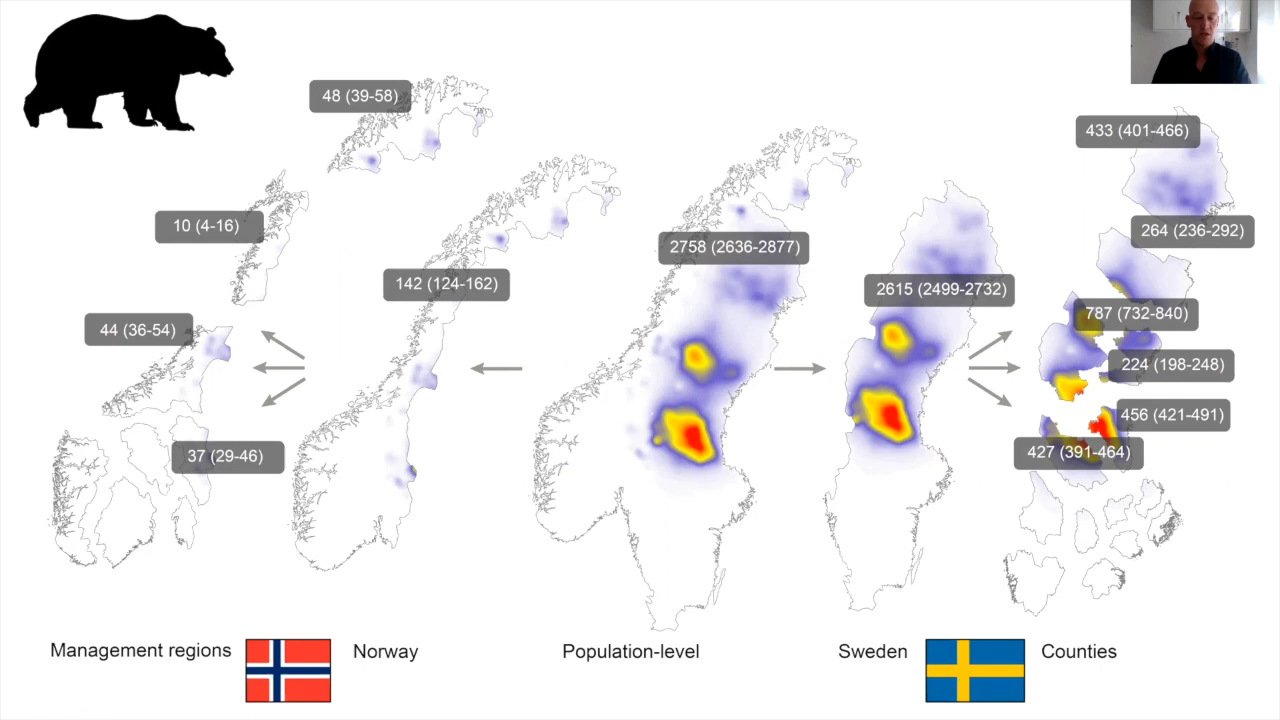 48 (39-58)
433 (401-466)
10 (4-16)
264 (236-292)
2758 (2636-2877)
142 (124-162)
2615 (2499-2732)
787 (732-840)
44 (36-54)
224 (198-248)
456 (421-491)
37 (29-46)
427 (391-464)
Management regions
Norway
Population-level
Sweden
Counties